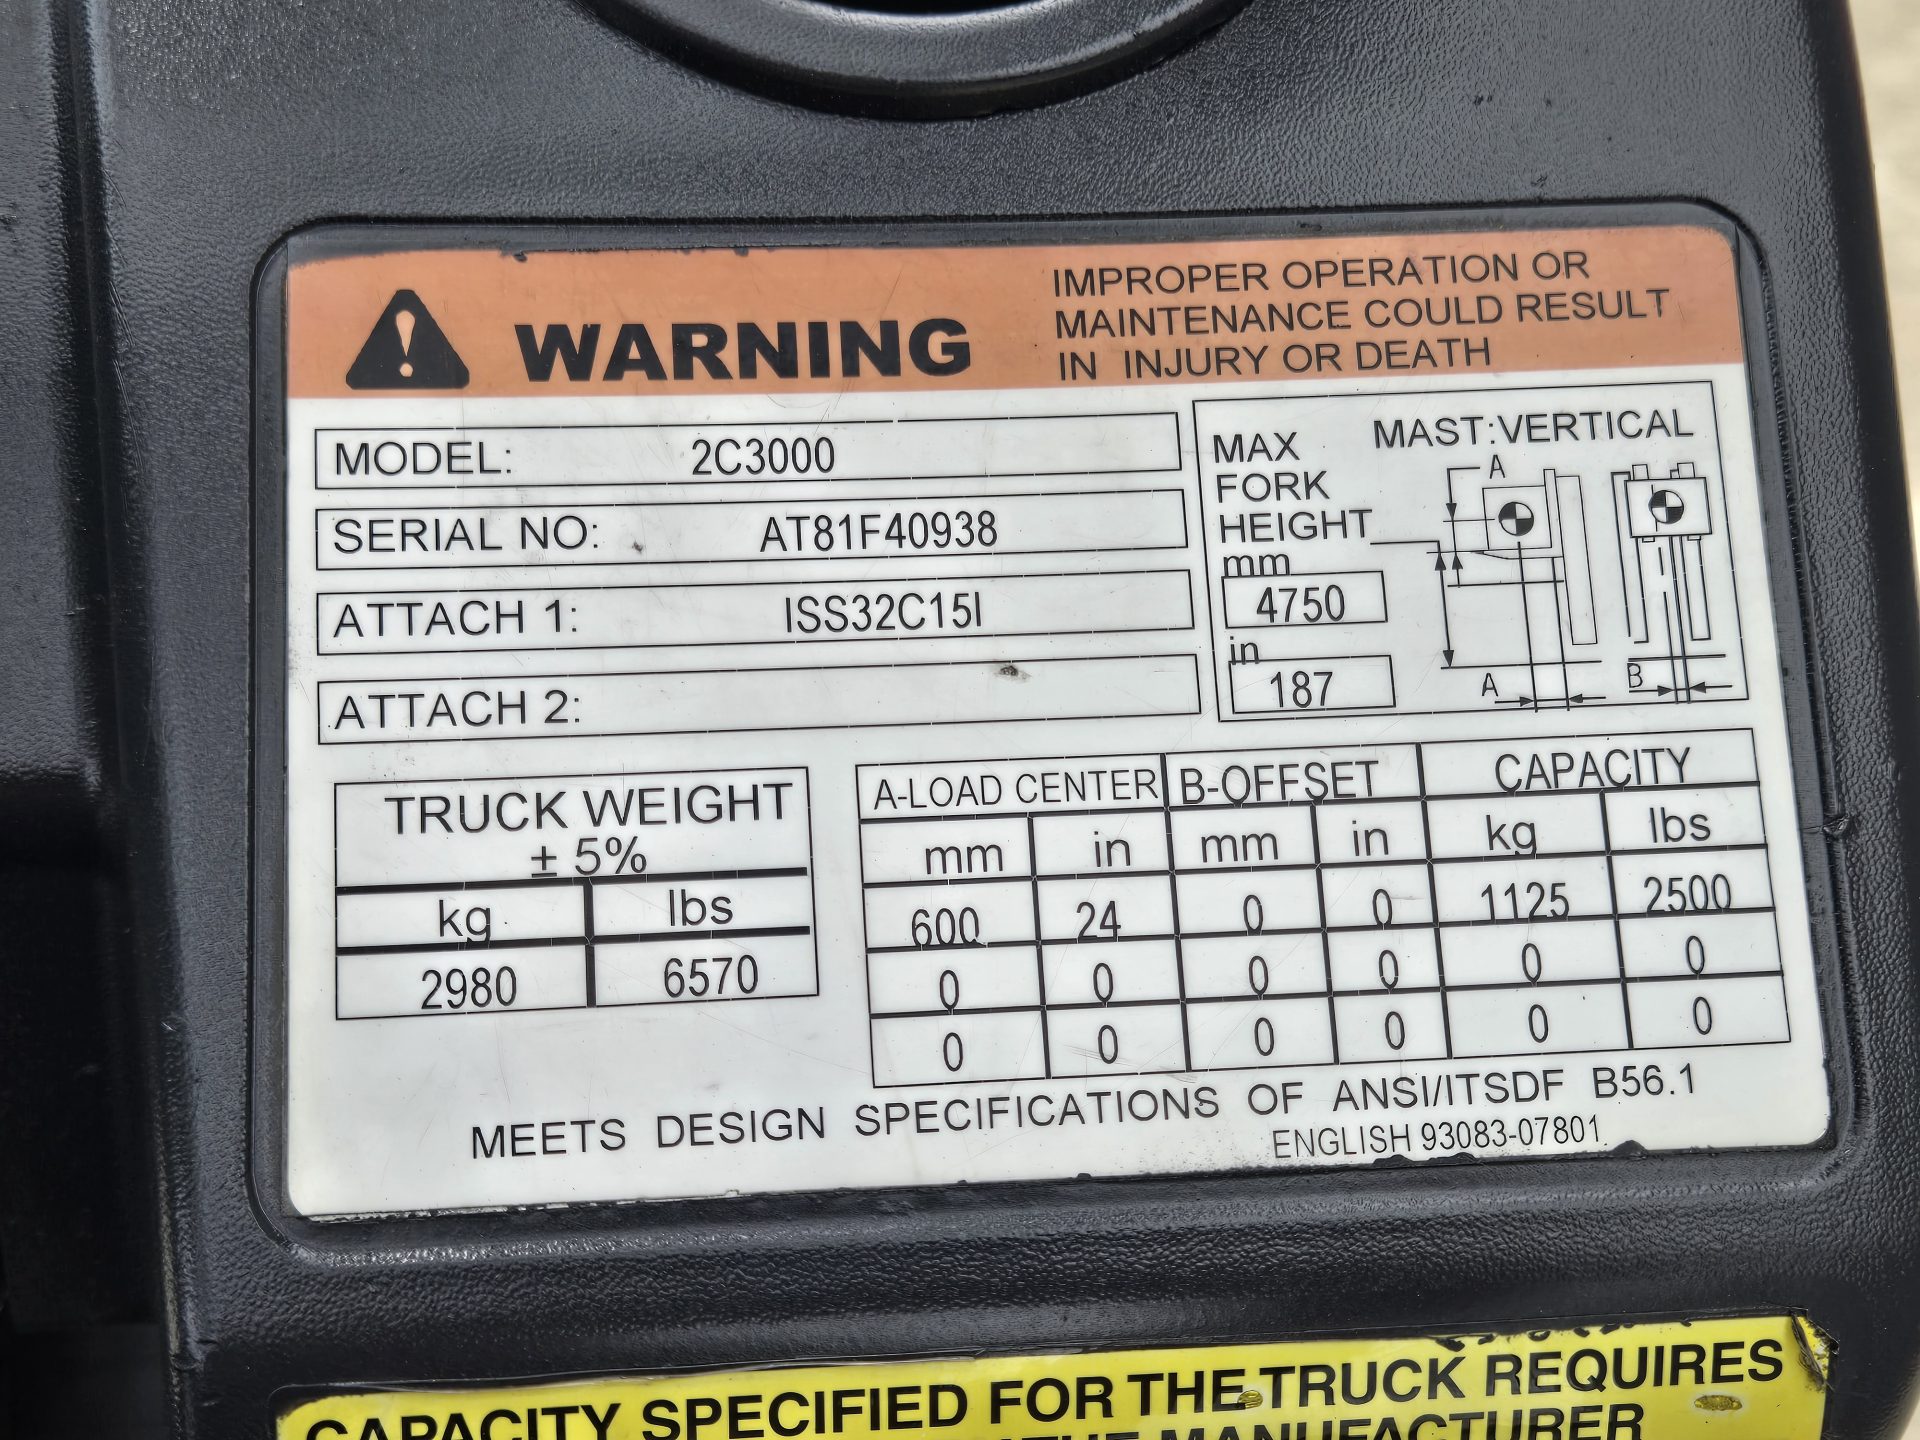 WARNING
IMPROPER OPERATION OR
MAINTENANCE COULD RESULT
IN INJURY OR DEATH
MODEL: 2C3000
SERIAL NO: AT81F40938
ATTACH 1: ISS32C15I
ATTACH 2:
MAX
FORK
HEIGHT
mm
4750
in
187
MAST:VERTICAL
A
A
B
TRUCK WEIGHT
± 5%
kg lbs
2980 6570
A-LOAD CENTER B-OFFSET CAPACITY
mm in mm in kg lbs
600 24 0 0 1125 2500
0 0 0 0 0 0
0 0 0 0 0 0
MEETS DESIGN SPECIFICATIONS OF ANSI/ITSDF B56.1
ENGLISH 93083-07801
CAPACITY SPECIFIED FOR THE TRUCK REQUIRES
MANUFACTURER